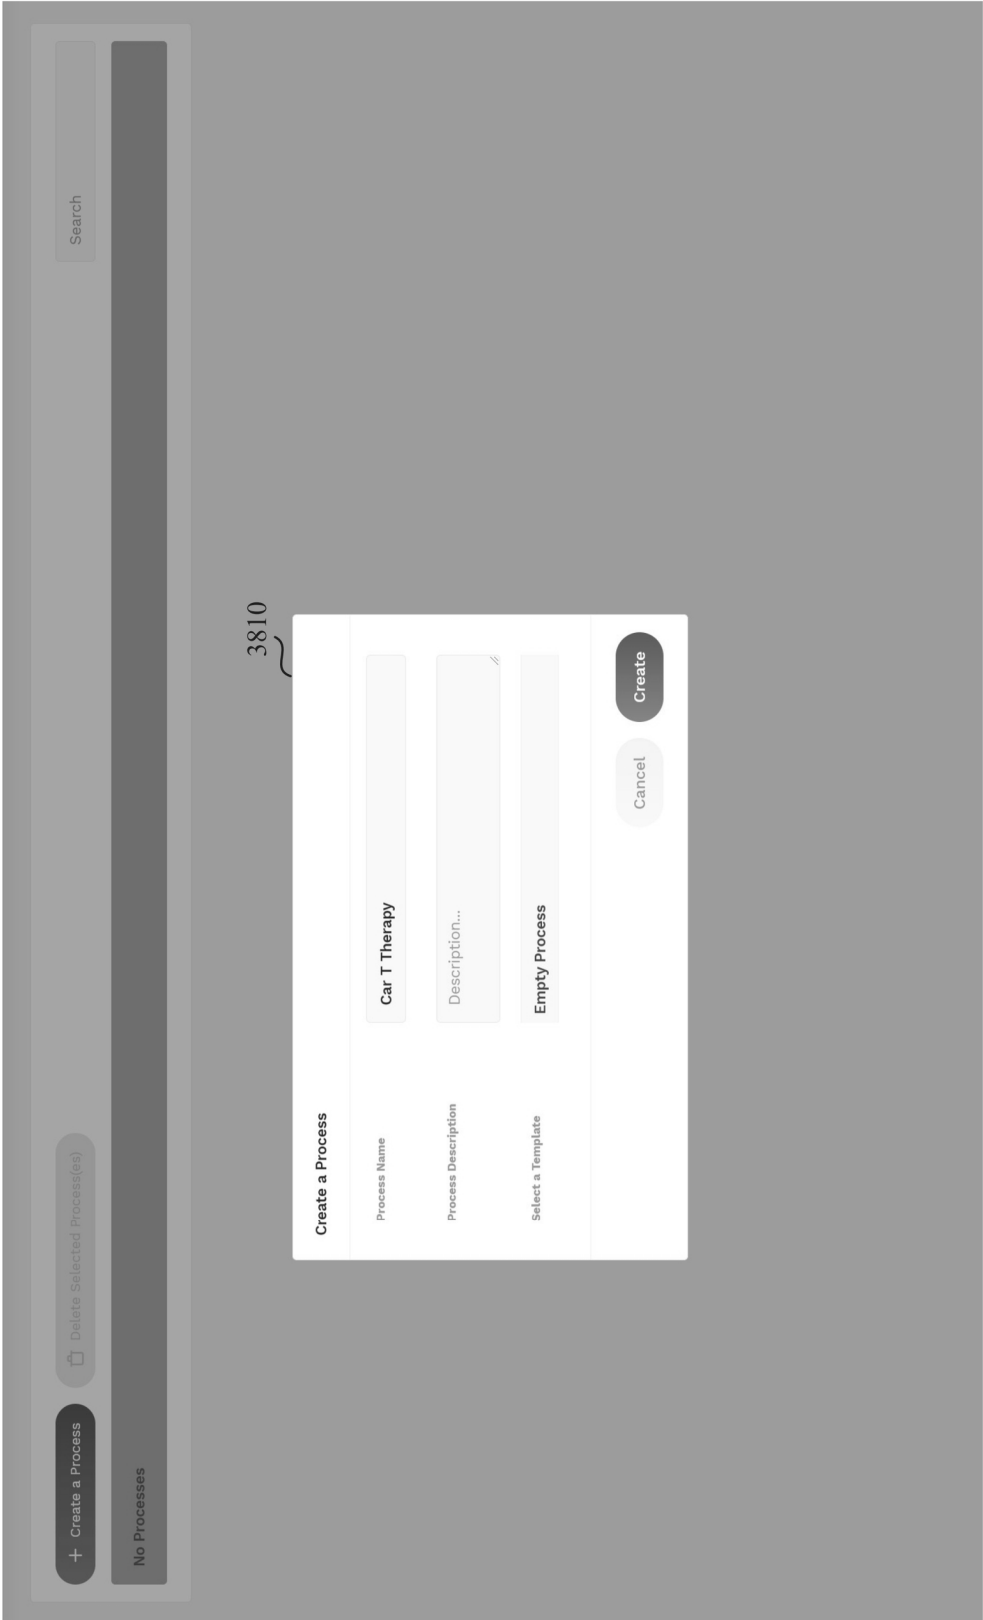 + Create a Process
Delete Selected Process(es)
Search
No Processes
3810
Create a Process
Process Name
Car T Therapy
Process Description
Description...
Select a Template
Empty Process
Cancel
Create